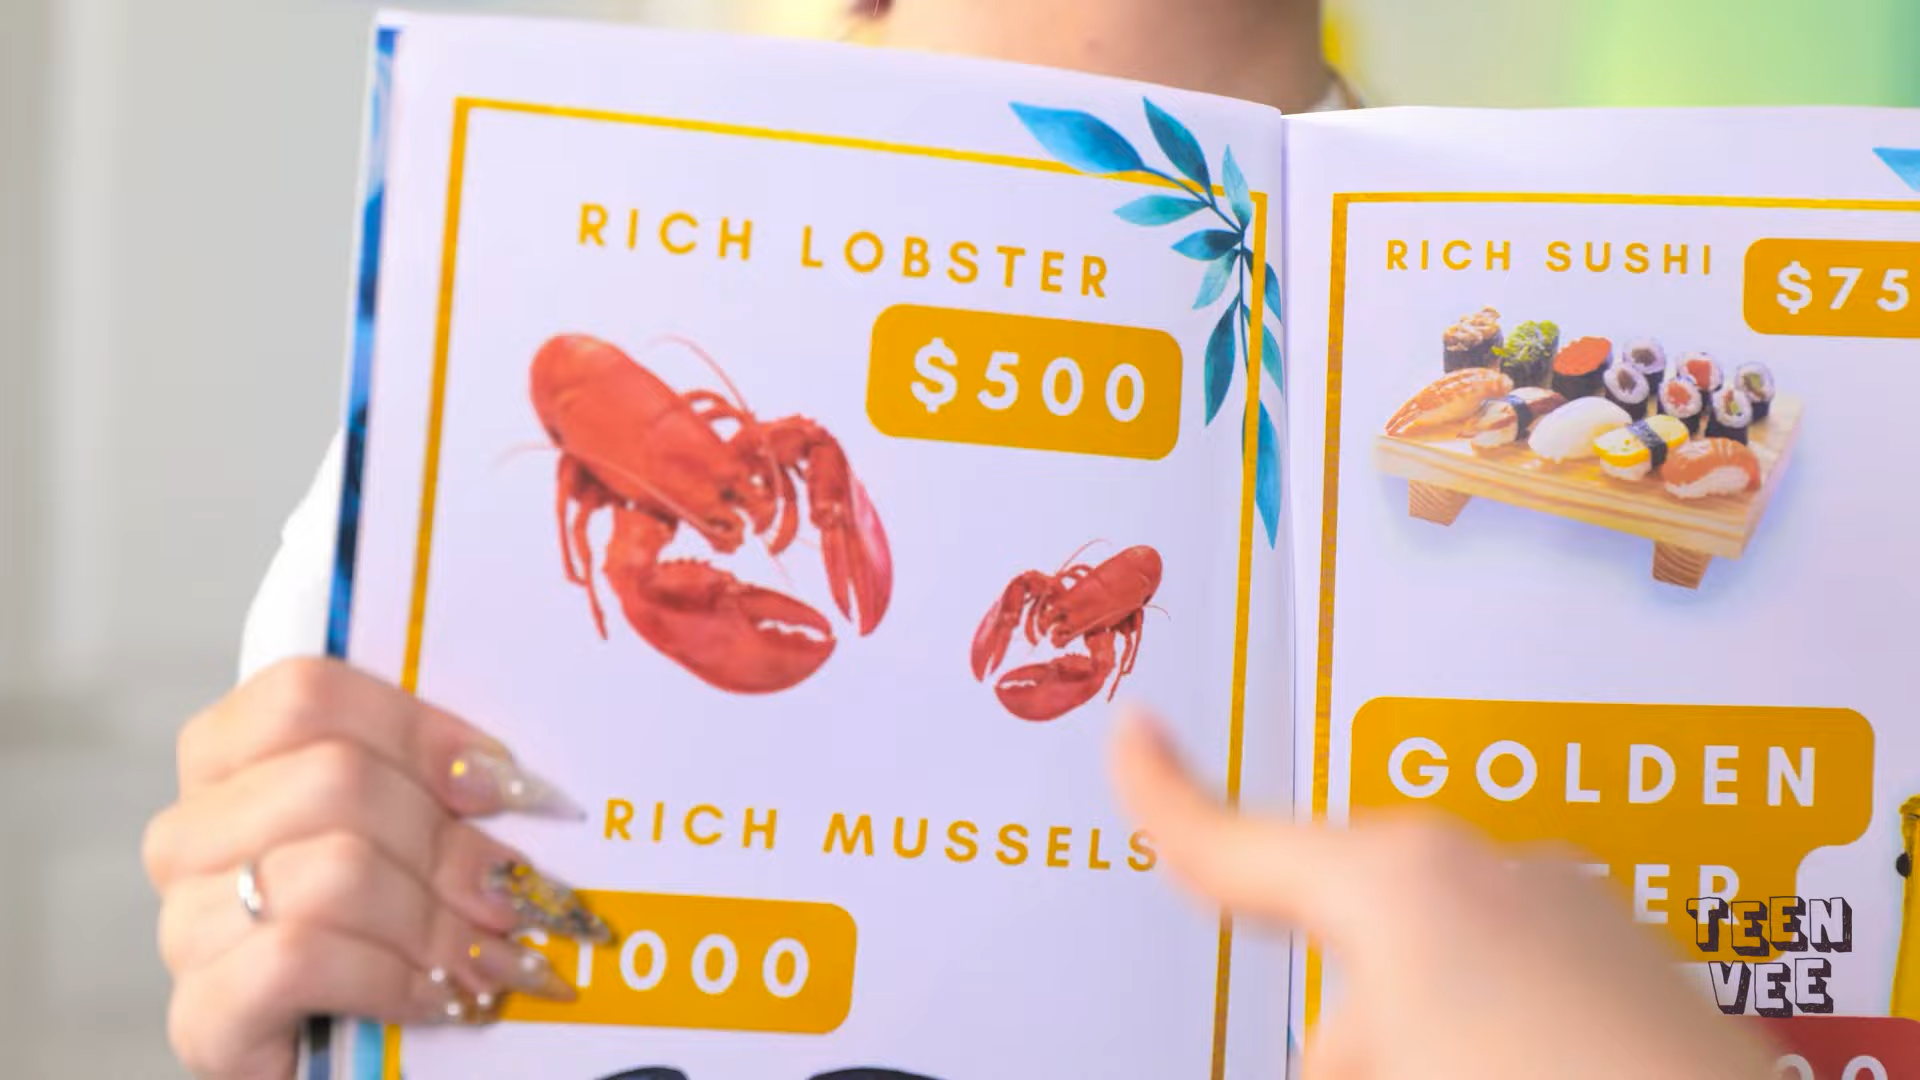 RICH LOBSTER
$500
RICH MUSSELS
1000
RICH SUSHI
$75
GOLDEN
TEEN
VEE